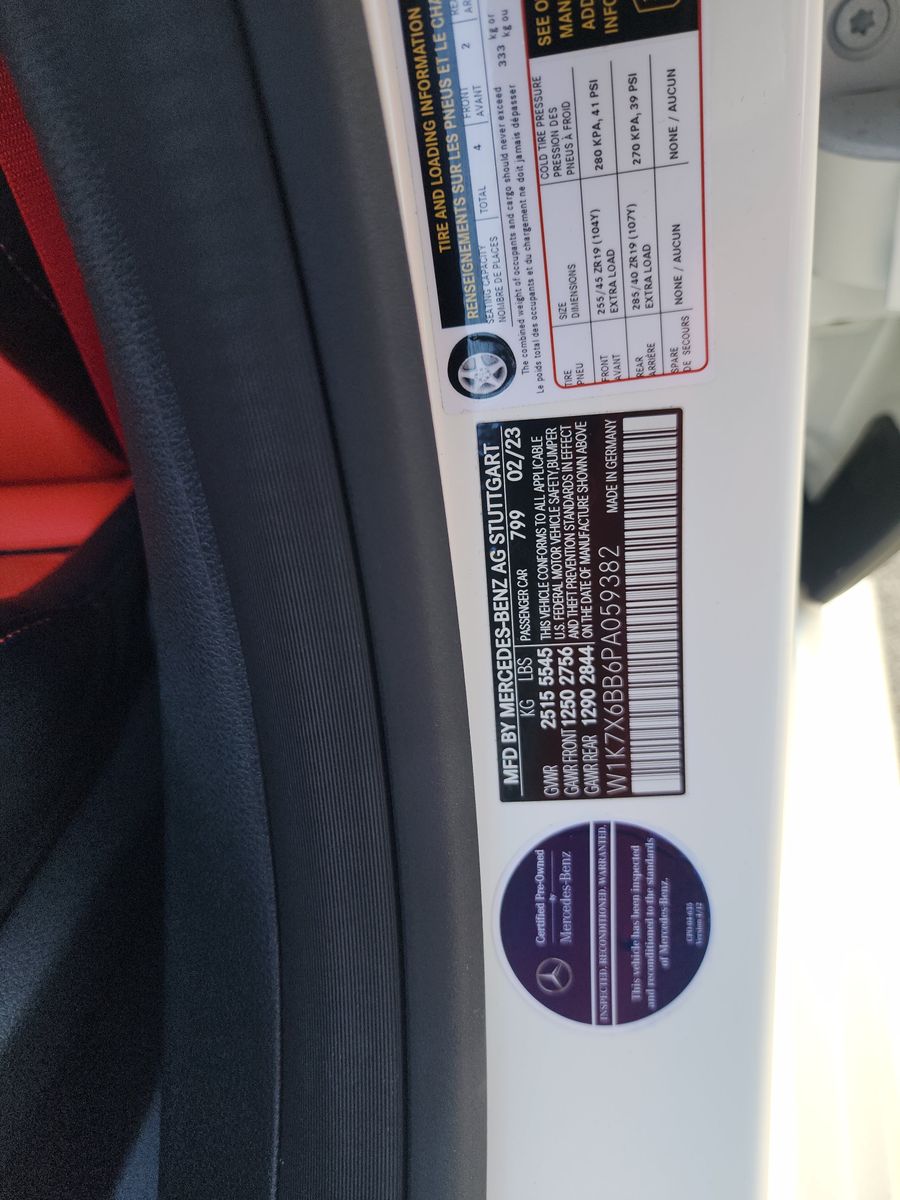 TIRE AND LOADING INFORMATION
RENSEIGNEMENTS SUR LES PNEUS ET LE
SEATING CAPACITY
NOMBRE DE PLACES
TOTAL 4
FRONT
AVANT
2
The combined weight of occupants and cargo should never exceed 333 kg or
Le poids total des occupants et du chargement ne doit jamais dépasser kg ou
TIRE
PNEU
SIZE
DIMENSIONS
COLD TIRE PRESSURE
PRESSION DES
PNEUS À FROID
FRONT
AVANT
255/45 ZR19 (104Y)
EXTRA LOAD
280 KPA, 41 PSI
REAR
ARRIÈRE
285/40 ZR19 (107Y)
EXTRA LOAD
270 KPA, 39 PSI
SPARE
DE SECOURS
NONE / AUCUN
NONE / AUCUN
SEE
MFD BY MERCEDES-BENZ AG STUTTGART
KG LBS PASSENGER CAR 799 02/23
GVWR 2515 5545
GAWR FRONT 1250 2756
GAWR REAR 1290 2844
THIS VEHICLE CONFORMS TO ALL APPLICABLE
U.S. FEDERAL MOTOR VEHICLE SAFETY,BUMPER
AND THEFT PREVENTION STANDARDS IN EFFECT
ON THE DATE OF MANUFACTURE SHOWN ABOVE
W1K7X6BB6PA059382 MADE IN GERMANY
Certified Pre-Owned
by
Mercedes-Benz
INSPECTED. RECONDITIONED. WARRANTED.
This vehicle has been inspected
and reconditioned to the standards
of Mercedes-Benz.